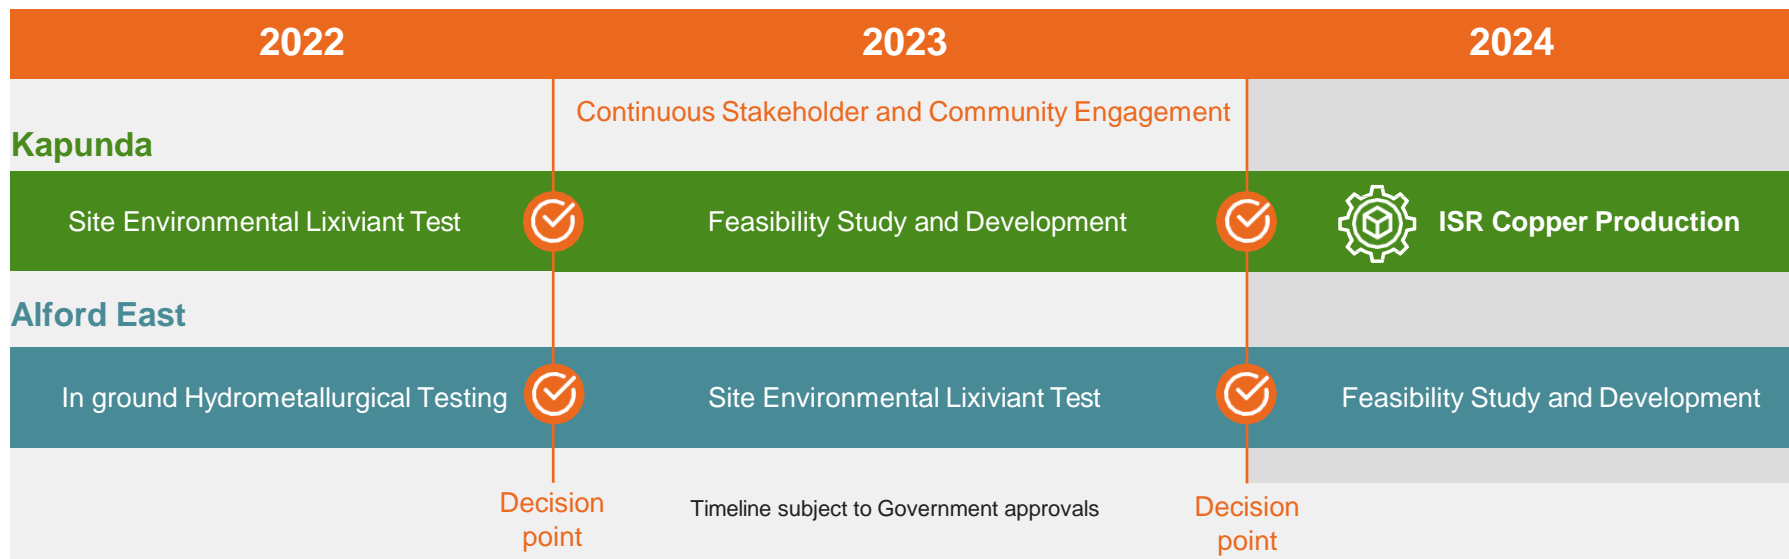 2022
2023
2024
Continuous Stakeholder and Community Engagement
Kapunda
Site Environmental Lixiviant Test
Feasibility Study and Development
ISR Copper Production
Alford East
In ground Hydrometallurgical Testing
Site Environmental Lixiviant Test
Feasibility Study and Development
Decision
point
Timeline subject to Government approvals
Decision
point